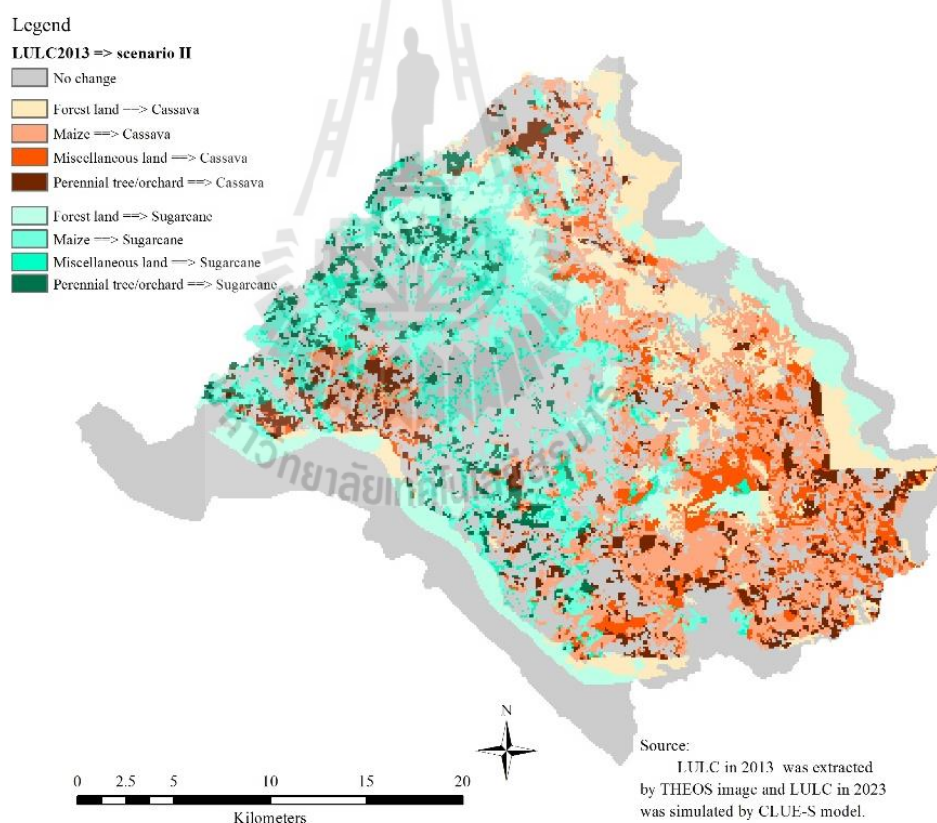 Legend
LULC2013 => scenario II
No change
Forest land ==> Cassava
Maize ==> Cassava
Miscellaneous land ==> Cassava
Perennial tree/orchard ==> Cassava
Forest land ==> Sugarcane
Maize ==> Sugarcane
Miscellaneous land ==> Sugarcane
Perennial tree/orchard ==> Sugarcane
N
0 2.5 5 10 15 20
Kilometers
Source:
LULC in 2013 was extracted
by THEOS image and LULC in 2023
was simulated by CLUE-S model.